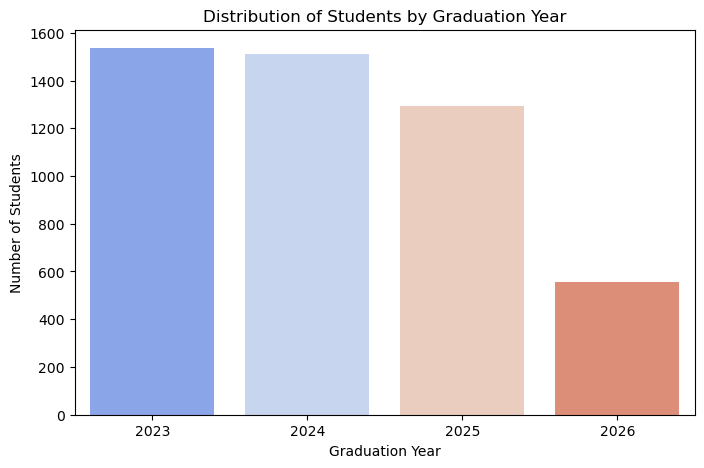 Distribution of Students by Graduation Year
Number of Students
1600
1400
1200
1000
800
600
400
200
0
2023 2024 2025 2026
Graduation Year